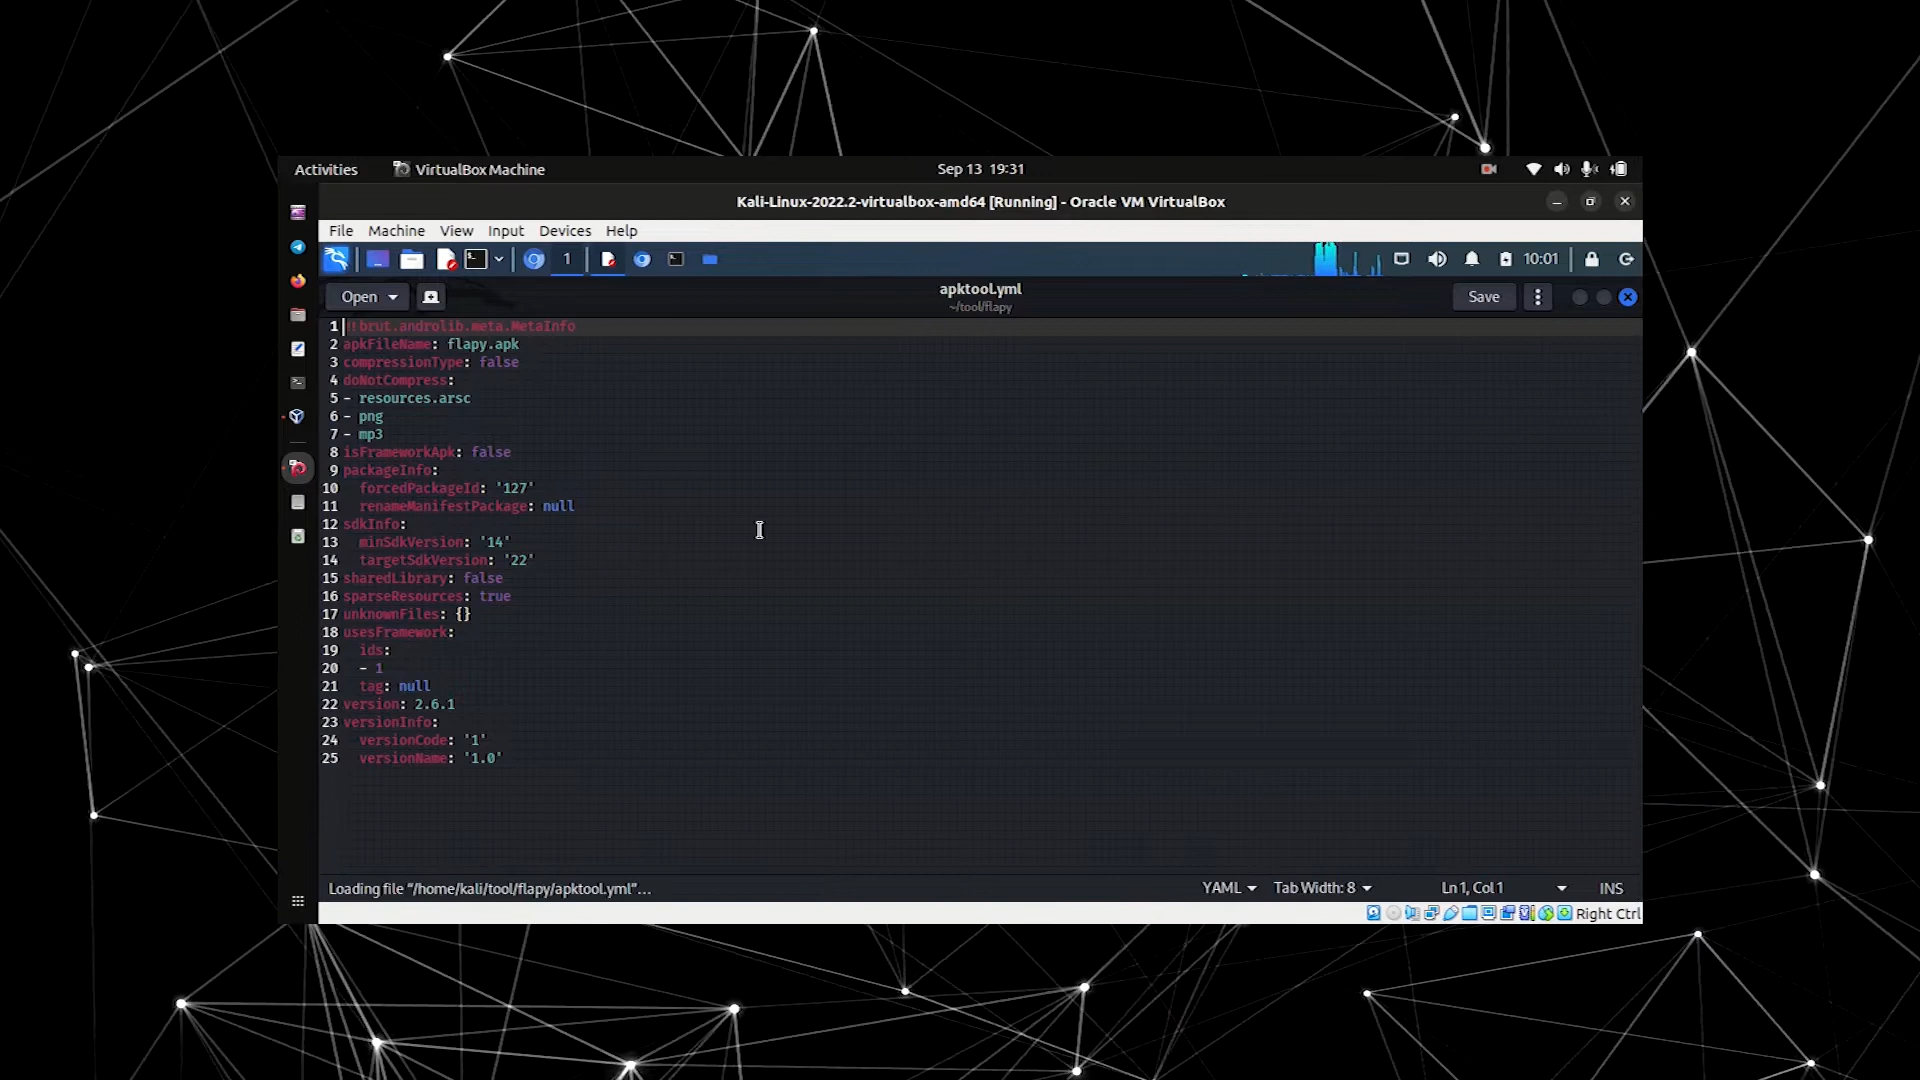 Activities VirtualBox Machine Sep 13 19:31
Kali-Linux-2022.2-virtualbox-amd64 [Running] - Oracle VM VirtualBox
File Machine View Input Devices Help
1 10:01
Open apktool.yml Save
~/tool/flapy
1 !!brut.androlib.meta.MetaInfo
2 apkFileName: flapy.apk
3 compressionType: false
4 doNotCompress:
5 - resources.arsc
6 - png
7 - mp3
8 isFrameworkApk: false
9 packageInfo:
10   forcedPackageId: '127'
11   renameManifestPackage: null
12 sdkInfo:
13   minSdkVersion: '14'
14   targetSdkVersion: '22'
15 sharedLibrary: false
16 sparseResources: true
17 unknownFiles: {}
18 usesFramework:
19   ids:
20   - 1
21   tag: null
22 version: 2.6.1
23 versionInfo:
24   versionCode: '1'
25   versionName: '1.0'
Loading file "/home/kali/tool/flapy/apktool.yml"... YAML Tab Width: 8 Ln 1, Col 1 INS
Right Ctrl